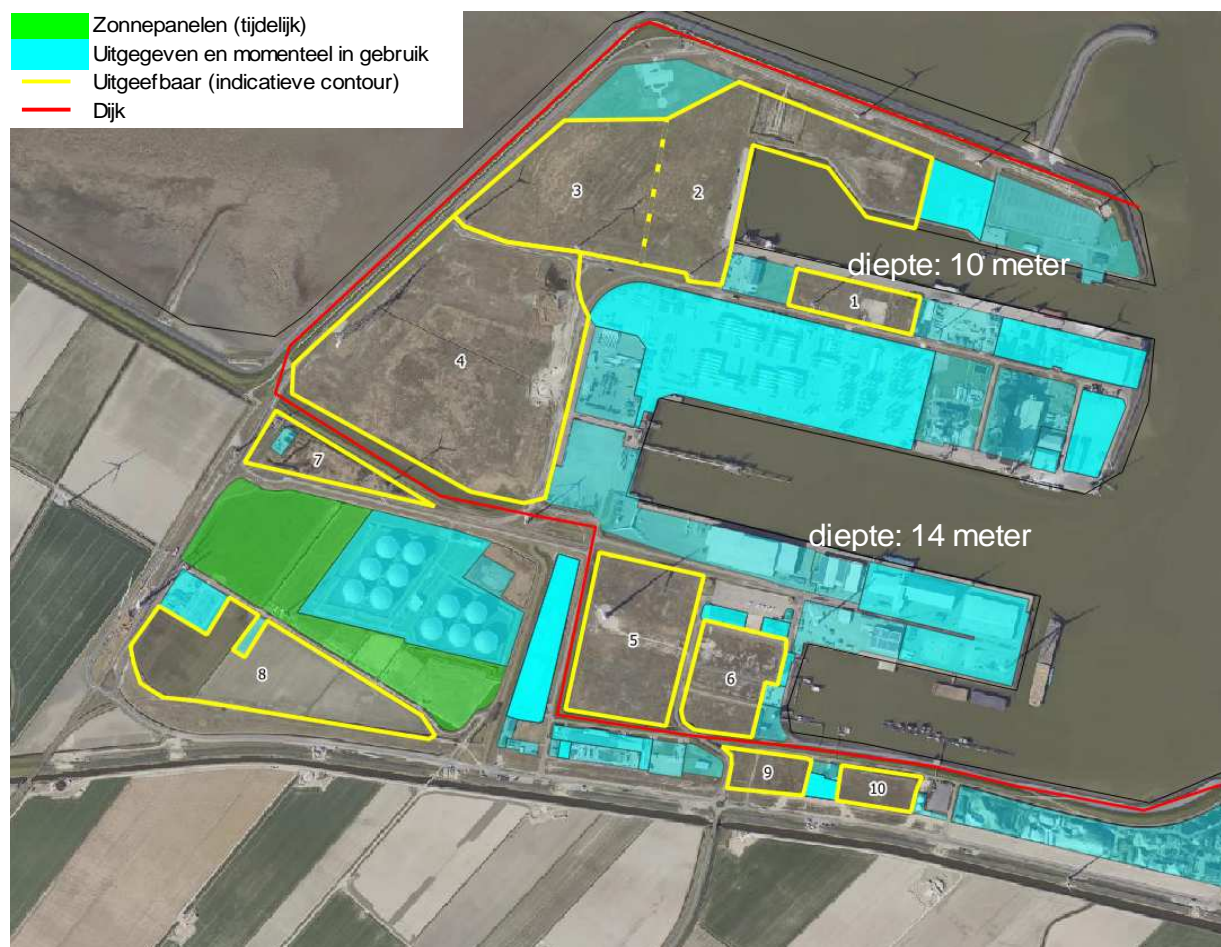 Zonnepanelen (tijdelijk)
Uitgegeven en momenteel in gebruik
Uitgeefbaar (indicatieve contour)
Dijk
3
2
diepte: 10 meter
1
4
7
diepte: 14 meter
5
6
8
9
10